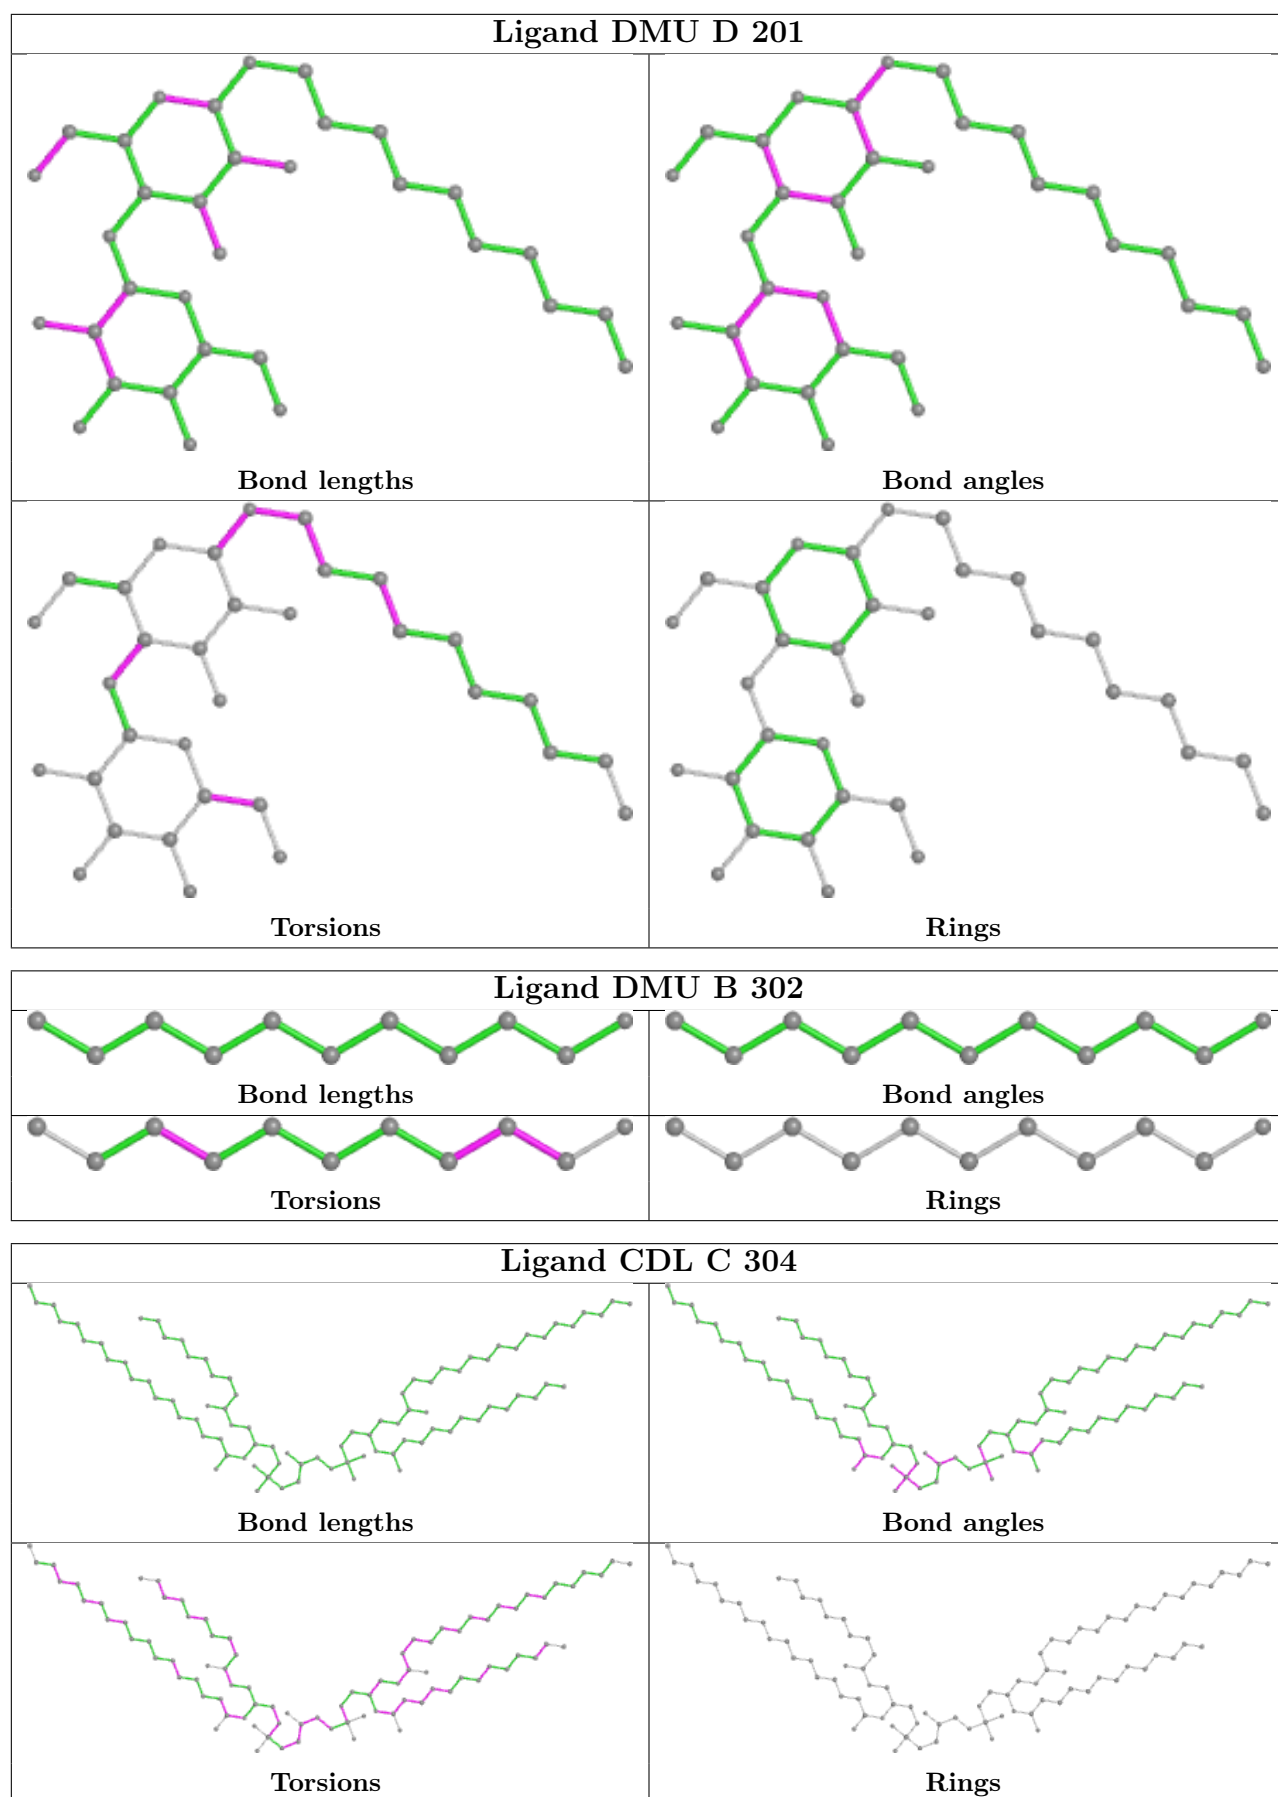 Ligand DMU D 201
Bond lengths
Bond angles
Torsions
Rings
Ligand DMU B 302
Bond lengths
Bond angles
Torsions
Rings
Ligand CDL C 304
Bond lengths
Bond angles
Torsions
Rings